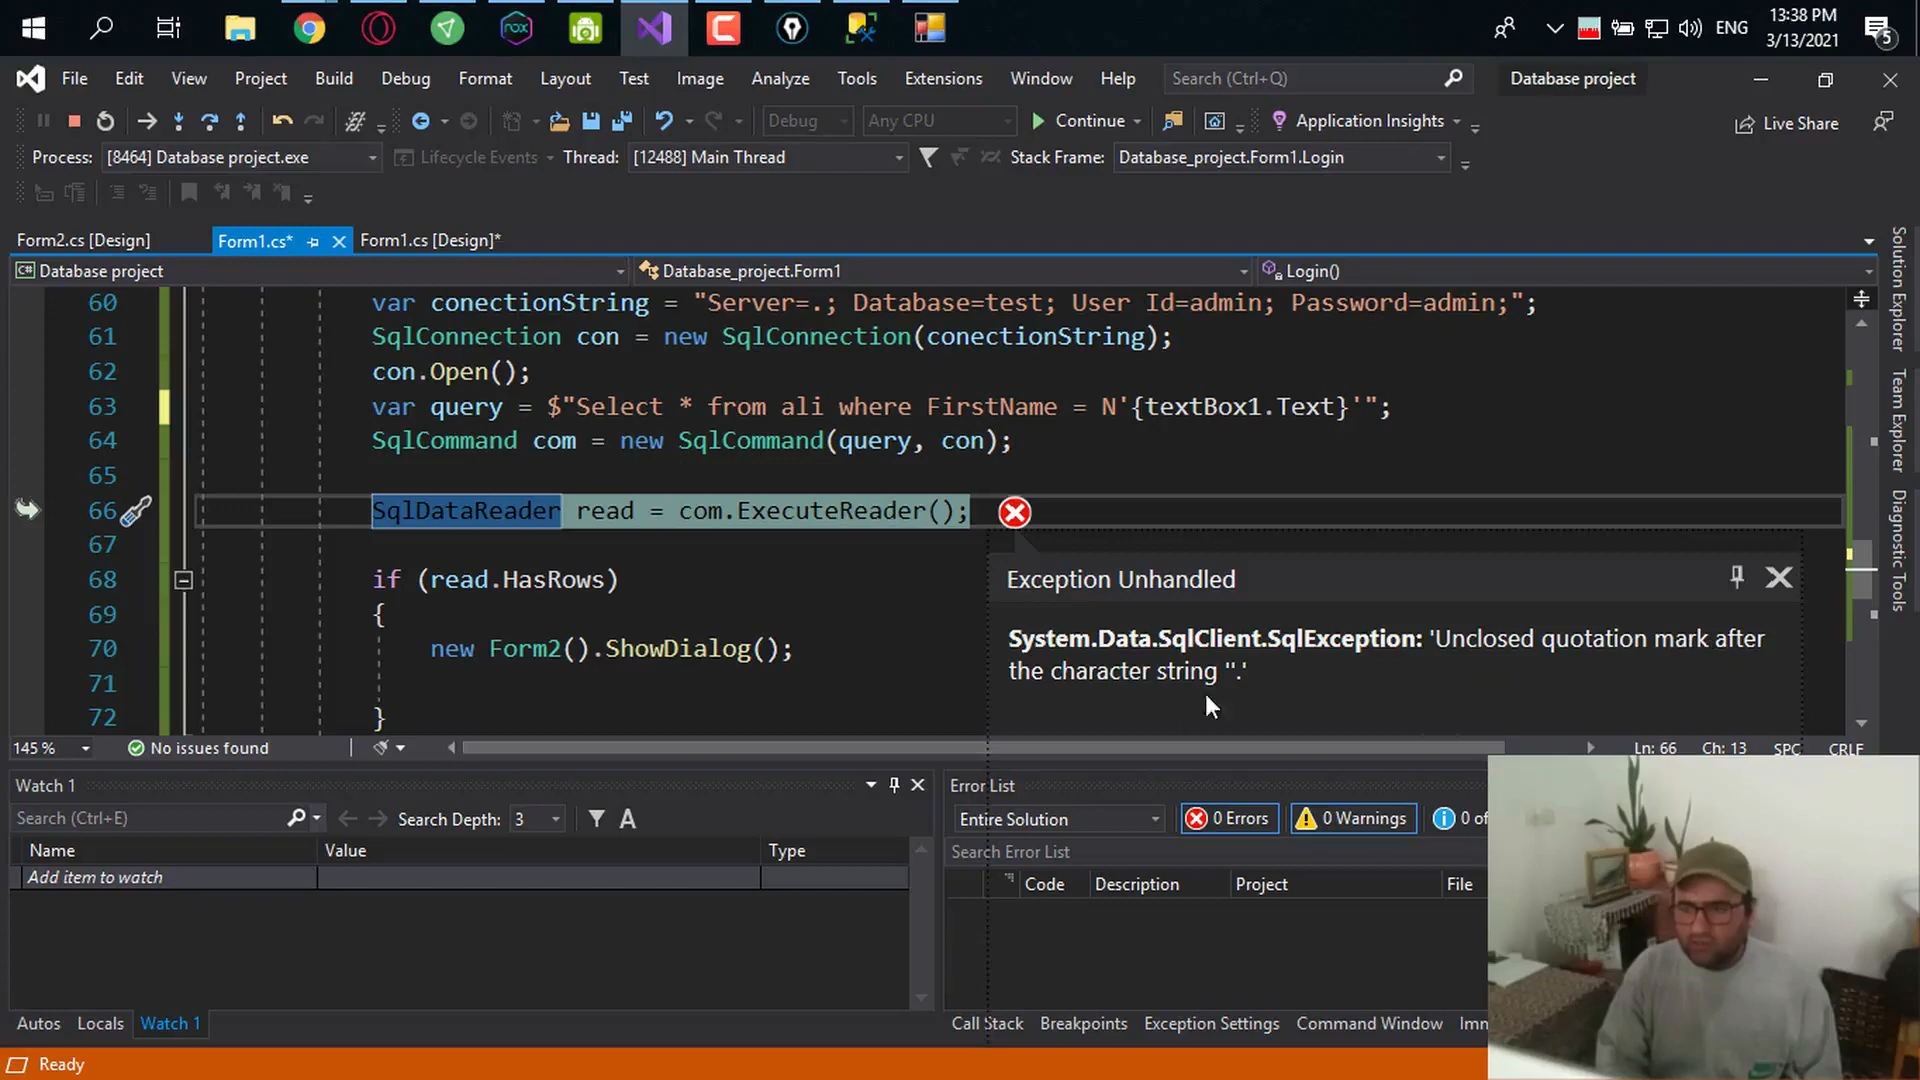 13:38 PM
ENG
3/13/2021
5
nox
File Edit View Project Build Debug Format Layout Test Image Analyze Tools Extensions Window Help Search (Ctrl+Q) Database project
Debug Any CPU Continue Application Insights Live Share
Process: [8464] Database project.exe Lifecycle Events Thread: [12488] Main Thread Stack Frame: Database_project.Form1.Login
Form2.cs [Design] Form1.cs* Form1.cs [Design]*
C# Database project Database_project.Form1 Login()
60 var conectionString = "Server=.; Database=test; User Id=admin; Password=admin;";
61 SqlConnection con = new SqlConnection(conectionString);
62 con.Open();
63 var query = $"Select * from ali where FirstName = N'{textBox1.Text}'";
64 SqlCommand com = new SqlCommand(query, con);
65
66 SqlDataReader read = com.ExecuteReader();
67
68 if (read.HasRows)
69 {
70 new Form2().ShowDialog();
71
72 }
Exception Unhandled
System.Data.SqlClient.SqlException: 'Unclosed quotation mark after
the character string ''.'
Solution Explorer
Team Explorer
Diagnostic Tools
145 % No issues found Ln: 66 Ch: 13 SPC CRLF
Watch 1
Search (Ctrl+E) Search Depth: 3 A
Name Value Type
Add item to watch
Autos Locals Watch 1
Error List
Entire Solution 0 Errors 0 Warnings 0 of
Search Error List
Code Description Project File
Call Stack Breakpoints Exception Settings Command Window Imm
Ready